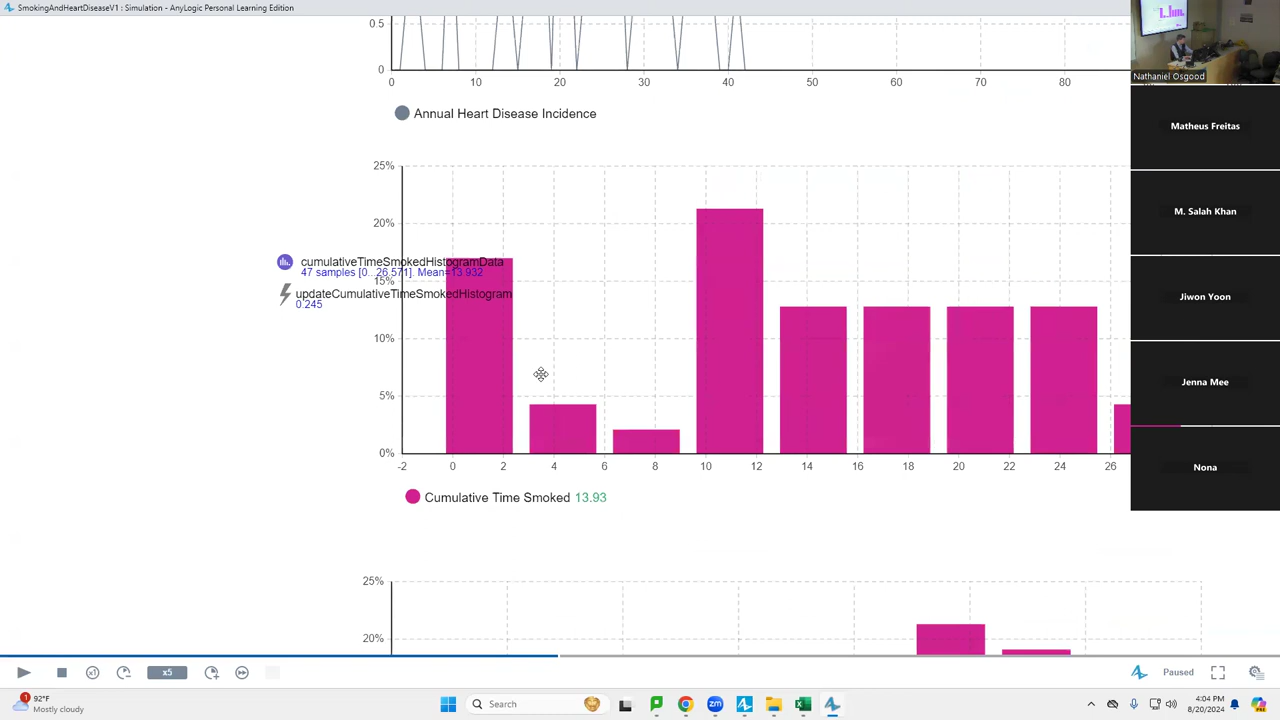 SmokingAndHeartDiseaseV1 : Simulation - AnyLogic Personal Learning Edition
0.5
0
0 10 20 30 40 50 60 70 80
Annual Heart Disease Incidence
Nathaniel Osgood
Matheus Freitas
M. Salah Khan
Jiwon Yoon
Jenna Mee
Nona
25%
20%
15%
10%
5%
0%
cumulativeTimeSmokedHistogramData
47 samples [0...26.571]. Mean=13.932
updateCumulativeTimeSmokedHistogram
0.245
-2 0 2 4 6 8 10 12 14 16 18 20 22 24 26
Cumulative Time Smoked 13.93
25%
20%
x1
x5
Paused
1
92°F
Mostly cloudy
Search
4:04 PM
8/20/2024